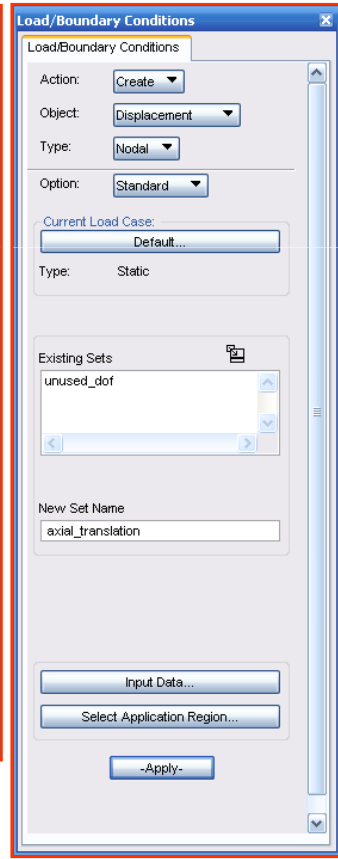 Load/Boundary Conditions
Load/Boundary Conditions
Action: Create
Object: Displacement
Type: Nodal
Option: Standard
Current Load Case:
Default...
Type: Static
Existing Sets
unused_dof
New Set Name
axial_translation
Input Data...
Select Application Region...
-Apply-